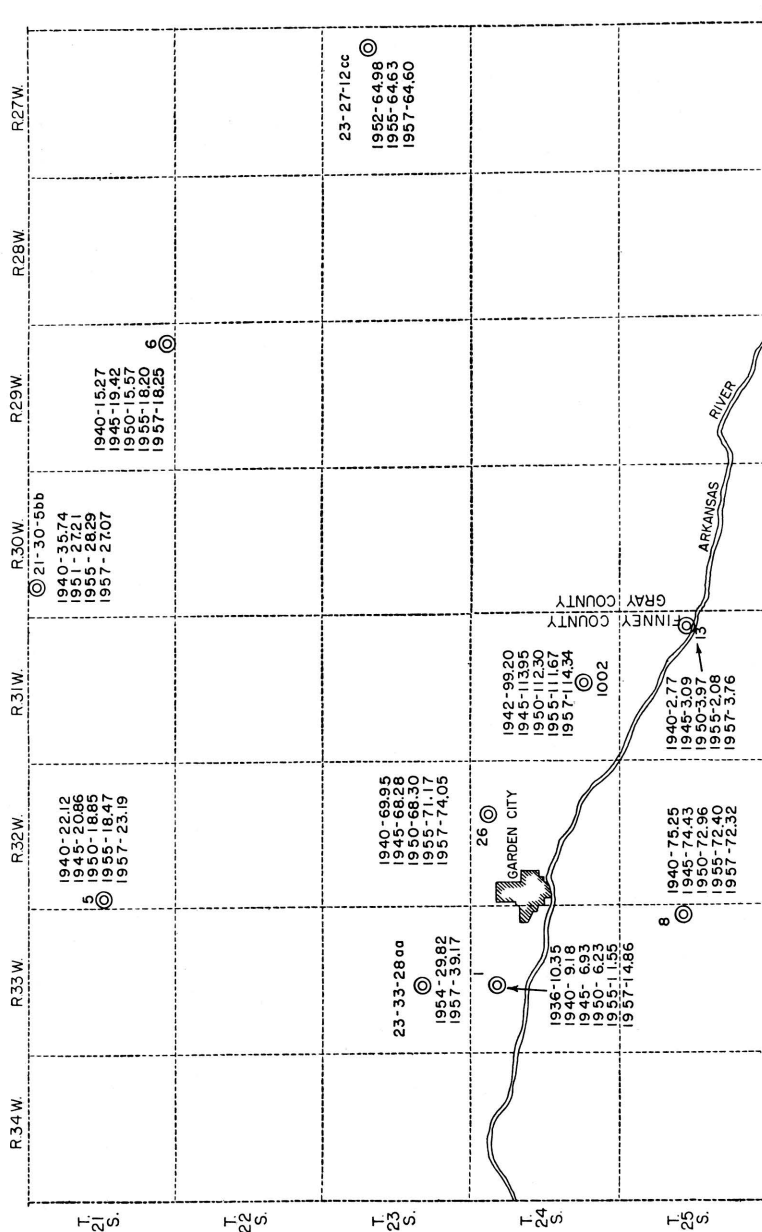 R.34W.
R.33W.
R.32W.
R.31W.
R.30W.
R.29W.
R.28W.
R.27W.
T.
21
S.
T.
22
S.
T.
23
S.
T.
24
S.
T.
25
S.
5
1940-22.12
1945-20.86
1950-18.85
1955-18.47
1957-23.19
21-30-5bb
1940-35.74
1951-27.21
1955-28.29
1957-27.07
1940-15.27
1945-19.42
1950-15.57
1955-18.20
1957-18.25
6
23-27-12cc
1952-64.98
1955-64.63
1957-64.60
23-33-28aa
1954-29.82
1957-39.17
1940-69.95
1945-68.28
1950-68.30
1955-71.17
1957-74.05
26
GARDEN CITY
1
1936-10.35
1940- 9.18
1945- 6.93
1950- 6.23
1955-11.55
1957-14.86
1942-99.20
1945-113.95
1950-112.30
1955-111.67
1957-114.34
1002
8
1940-75.25
1945-74.43
1950-72.96
1955-72.40
1957-72.32
1940-2.77
1945-3.09
1950-3.97
1955-2.08
1957-3.76
13
FINNEY COUNTY
GRAY COUNTY
ARKANSAS
RIVER